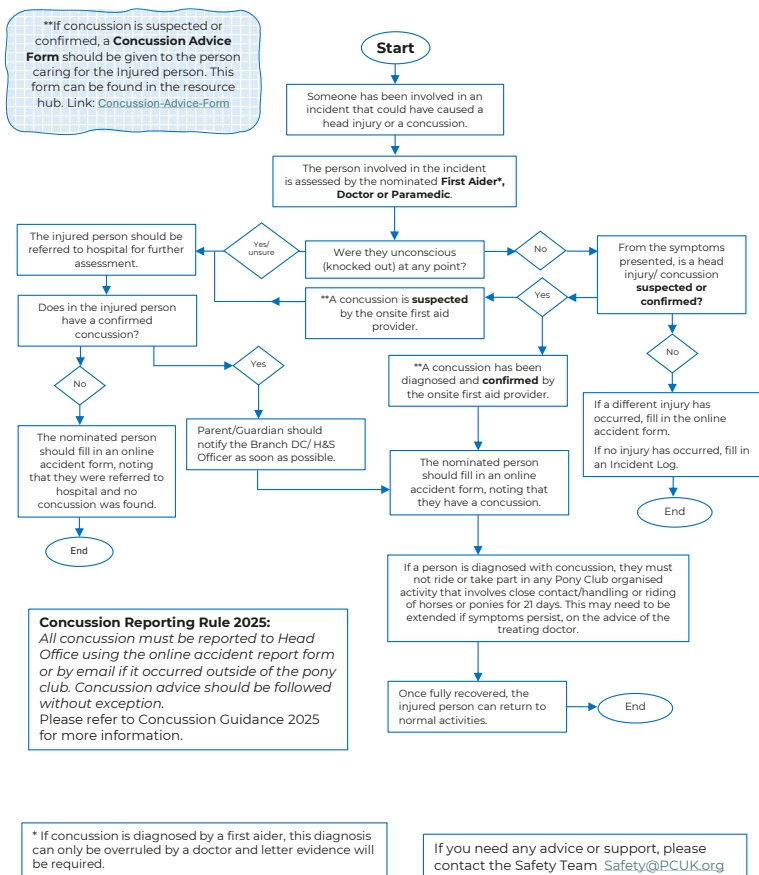 **If concussion is suspected or
confirmed, a Concussion Advice
Form should be given to the person
caring for the Injured person. This
form can be found in the resource
hub. Link: Concussion-Advice-Form
Start
Someone has been involved in an
incident that could have caused a
head injury or a concussion.
The person involved in the incident
is assessed by the nominated First Aider*,
Doctor or Paramedic.
Were they unconscious
(knocked out) at any point?
Yes/
unsure
The injured person should be
referred to hospital for further
assessment.
No
From the symptoms
presented, is a head
injury/ concussion
suspected or
confirmed?
Yes
**A concussion is suspected
by the onsite first aid
provider.
Does in the injured person
have a confirmed
concussion?
No
Yes
No
**A concussion has been
diagnosed and confirmed by
the onsite first aid provider.
If a different injury has
occurred, fill in the online
accident form.
If no injury has occurred, fill in
an Incident Log.
The nominated person
should fill in an online
accident form, noting
that they were referred to
hospital and no
concussion was found.
Parent/Guardian should
notify the Branch DC/ H&S
Officer as soon as possible.
The nominated person
should fill in an online
accident form, noting that
they have a concussion.
End
End
If a person is diagnosed with concussion, they must
not ride or take part in any Pony Club organised
activity that involves close contact/handling or riding
of horses or ponies for 21 days. This may need to be
extended if symptoms persist, on the advice of the
treating doctor.
Concussion Reporting Rule 2025:
All concussion must be reported to Head
Office using the online accident report form
or by email if it occurred outside of the pony
club. Concussion advice should be followed
without exception.
Please refer to Concussion Guidance 2025
for more information.
Once fully recovered, the
injured person can return to
normal activities.
End
* If concussion is diagnosed by a first aider, this diagnosis
can only be overruled by a doctor and letter evidence will
be required.
If you need any advice or support, please
contact the Safety Team Safety@PCUK.org